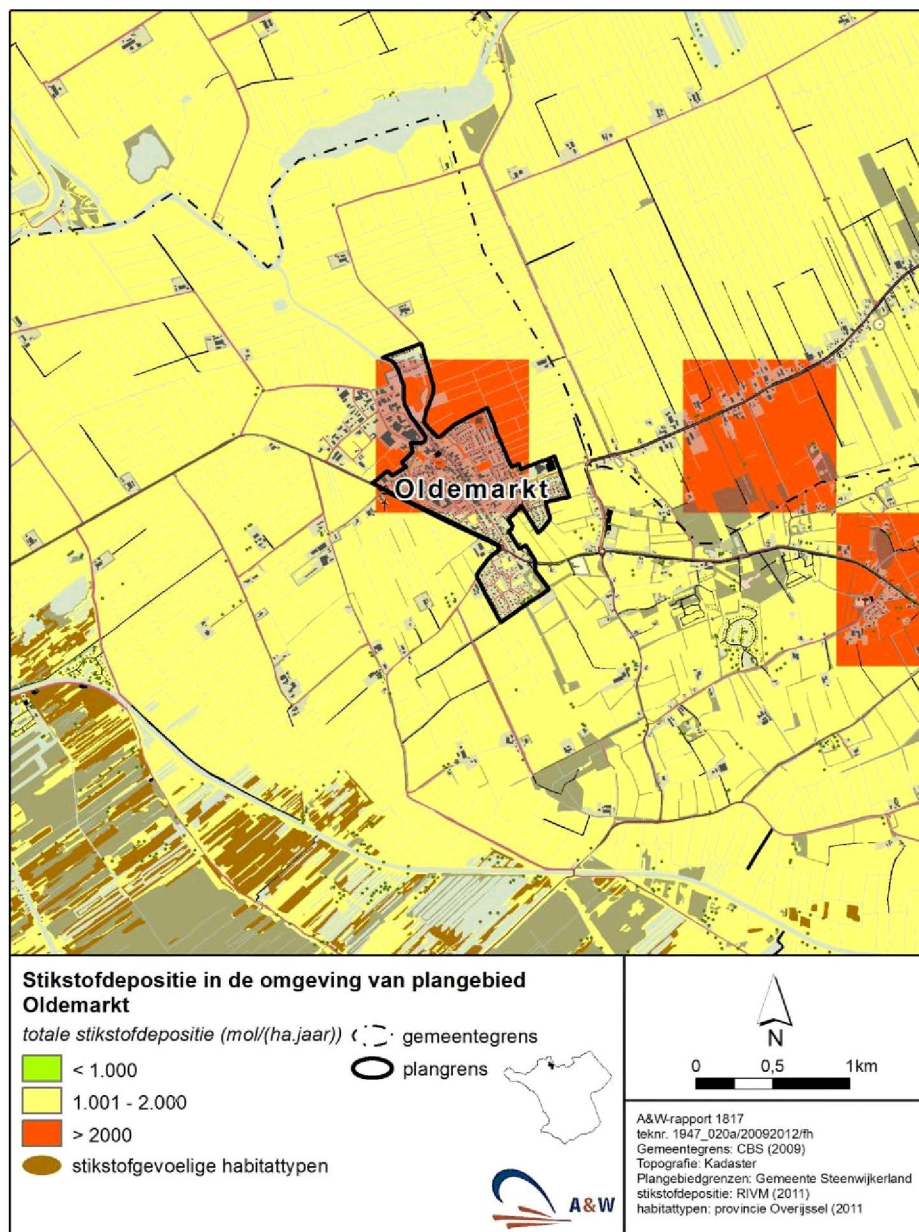 Oldemarkt
Stikstofdepositie in de omgeving van plangebied
Oldemarkt
totale stikstofdepositie (mol/(ha.jaar))
< 1.000
1.001 - 2.000
> 2000
stikstofgevoelige habitattypen
gemeentegrens
plangrens
A&W
N
0 0,5 1km
A&W-rapport 1817
teknr. 1947_020a/20092012/fh
Gemeentegrens: CBS (2009)
Topografie: Kadaster
Plangebiedgrenzen: Gemeente Steenwijkerland
stikstofdepositie: RIVM (2011)
habitattypen: provincie Overijssel (2011